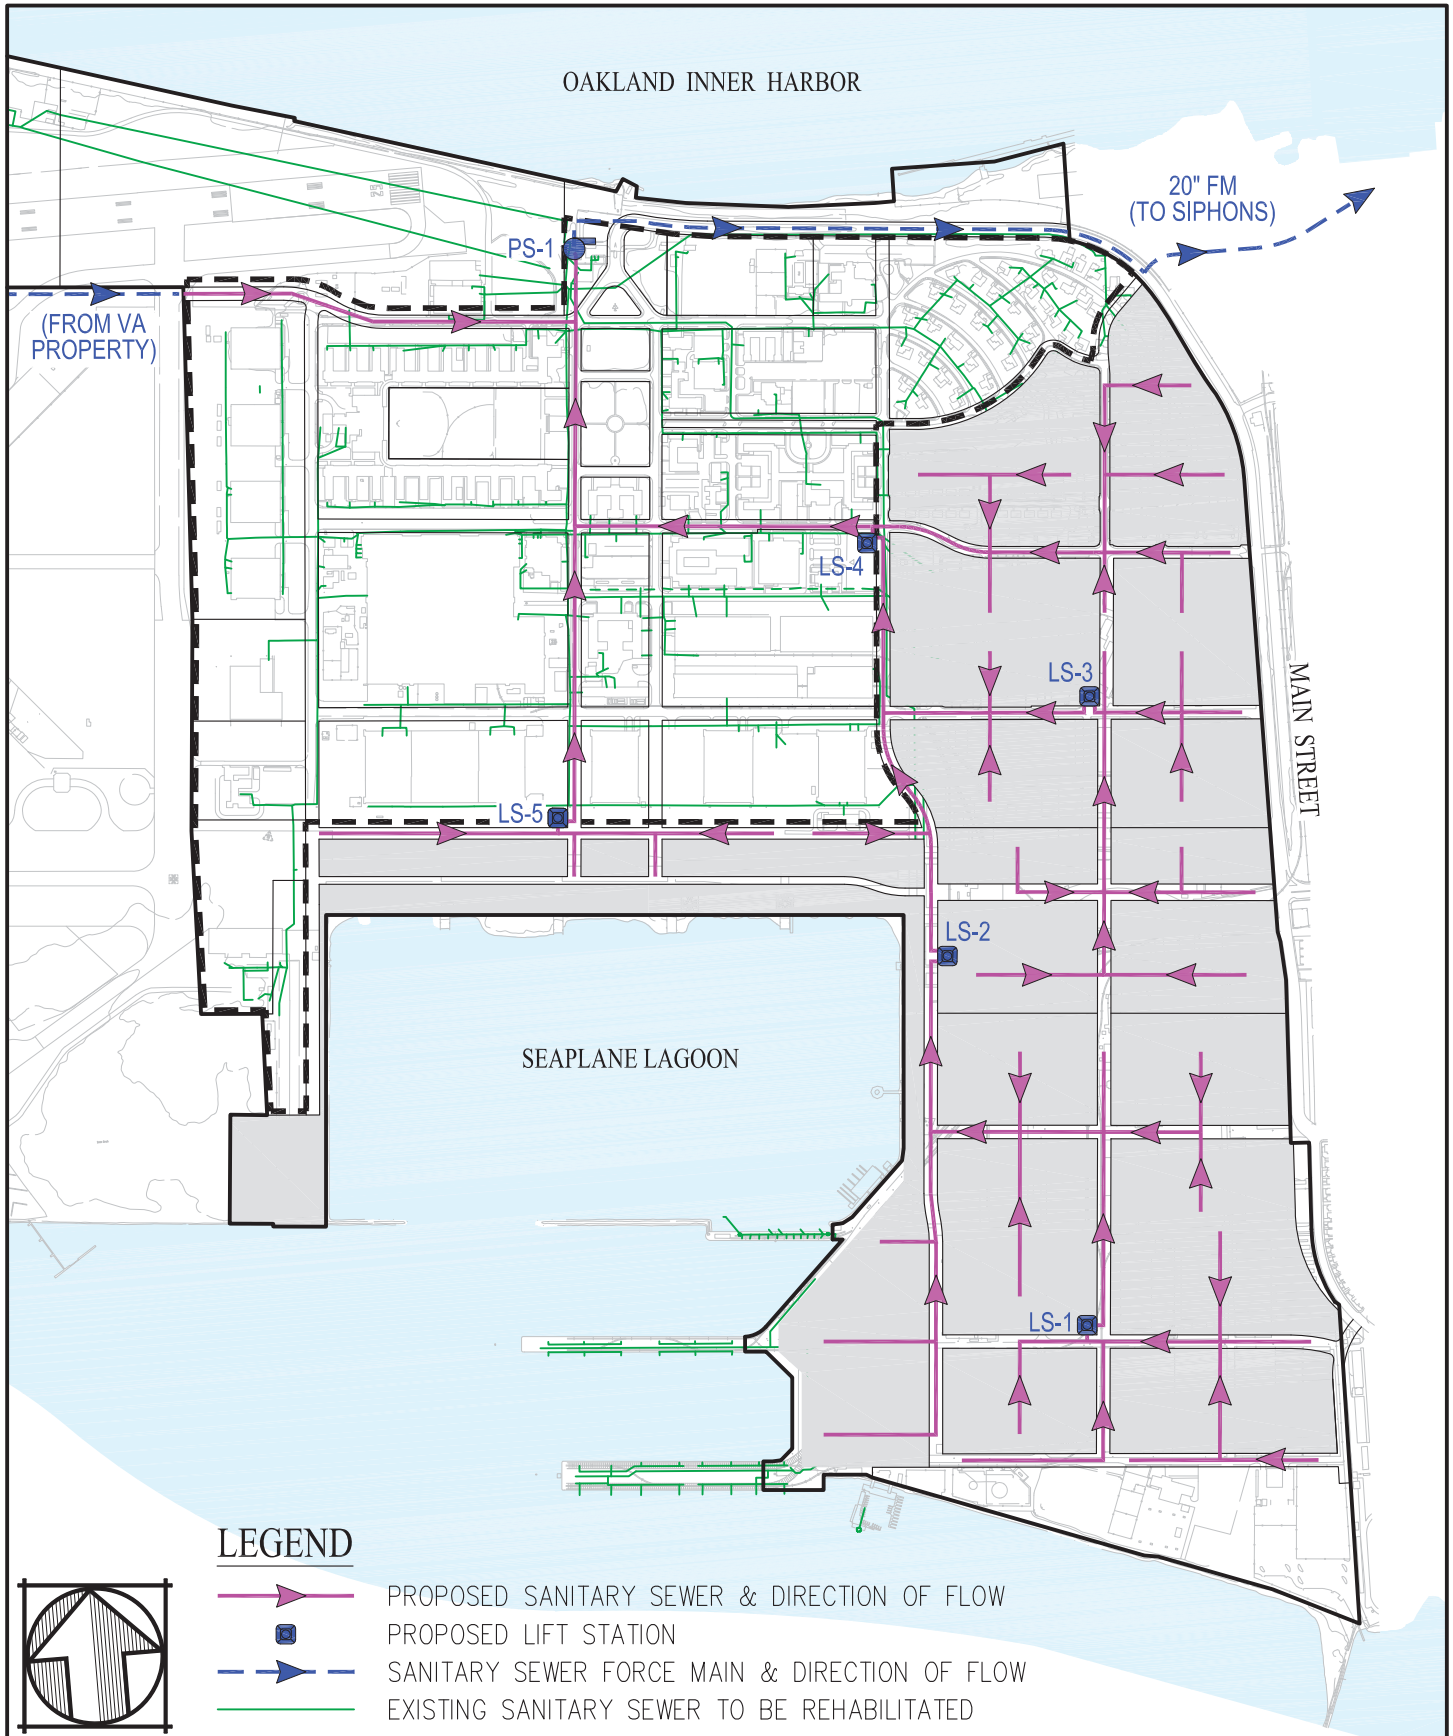 OAKLAND INNER HARBOR
20" FM
(TO SIPHONS)
PS-1
(FROM VA
PROPERTY)
LS-4
LS-3
MAIN STREET
LS-5
LS-2
SEAPLANE LAGOON
LS-1
LEGEND
PROPOSED SANITARY SEWER & DIRECTION OF FLOW
PROPOSED LIFT STATION
SANITARY SEWER FORCE MAIN & DIRECTION OF FLOW
EXISTING SANITARY SEWER TO BE REHABILITATED